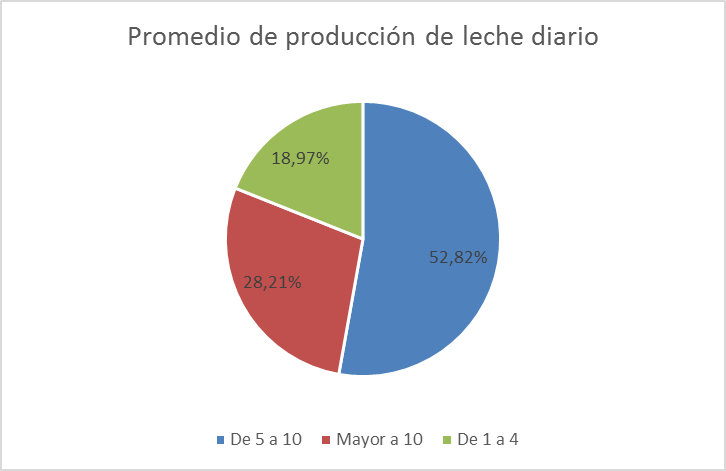 Promedio de producción de leche diario
18,97%
52,82%
28,21%
De 5 a 10 Mayor a 10 De 1 a 4